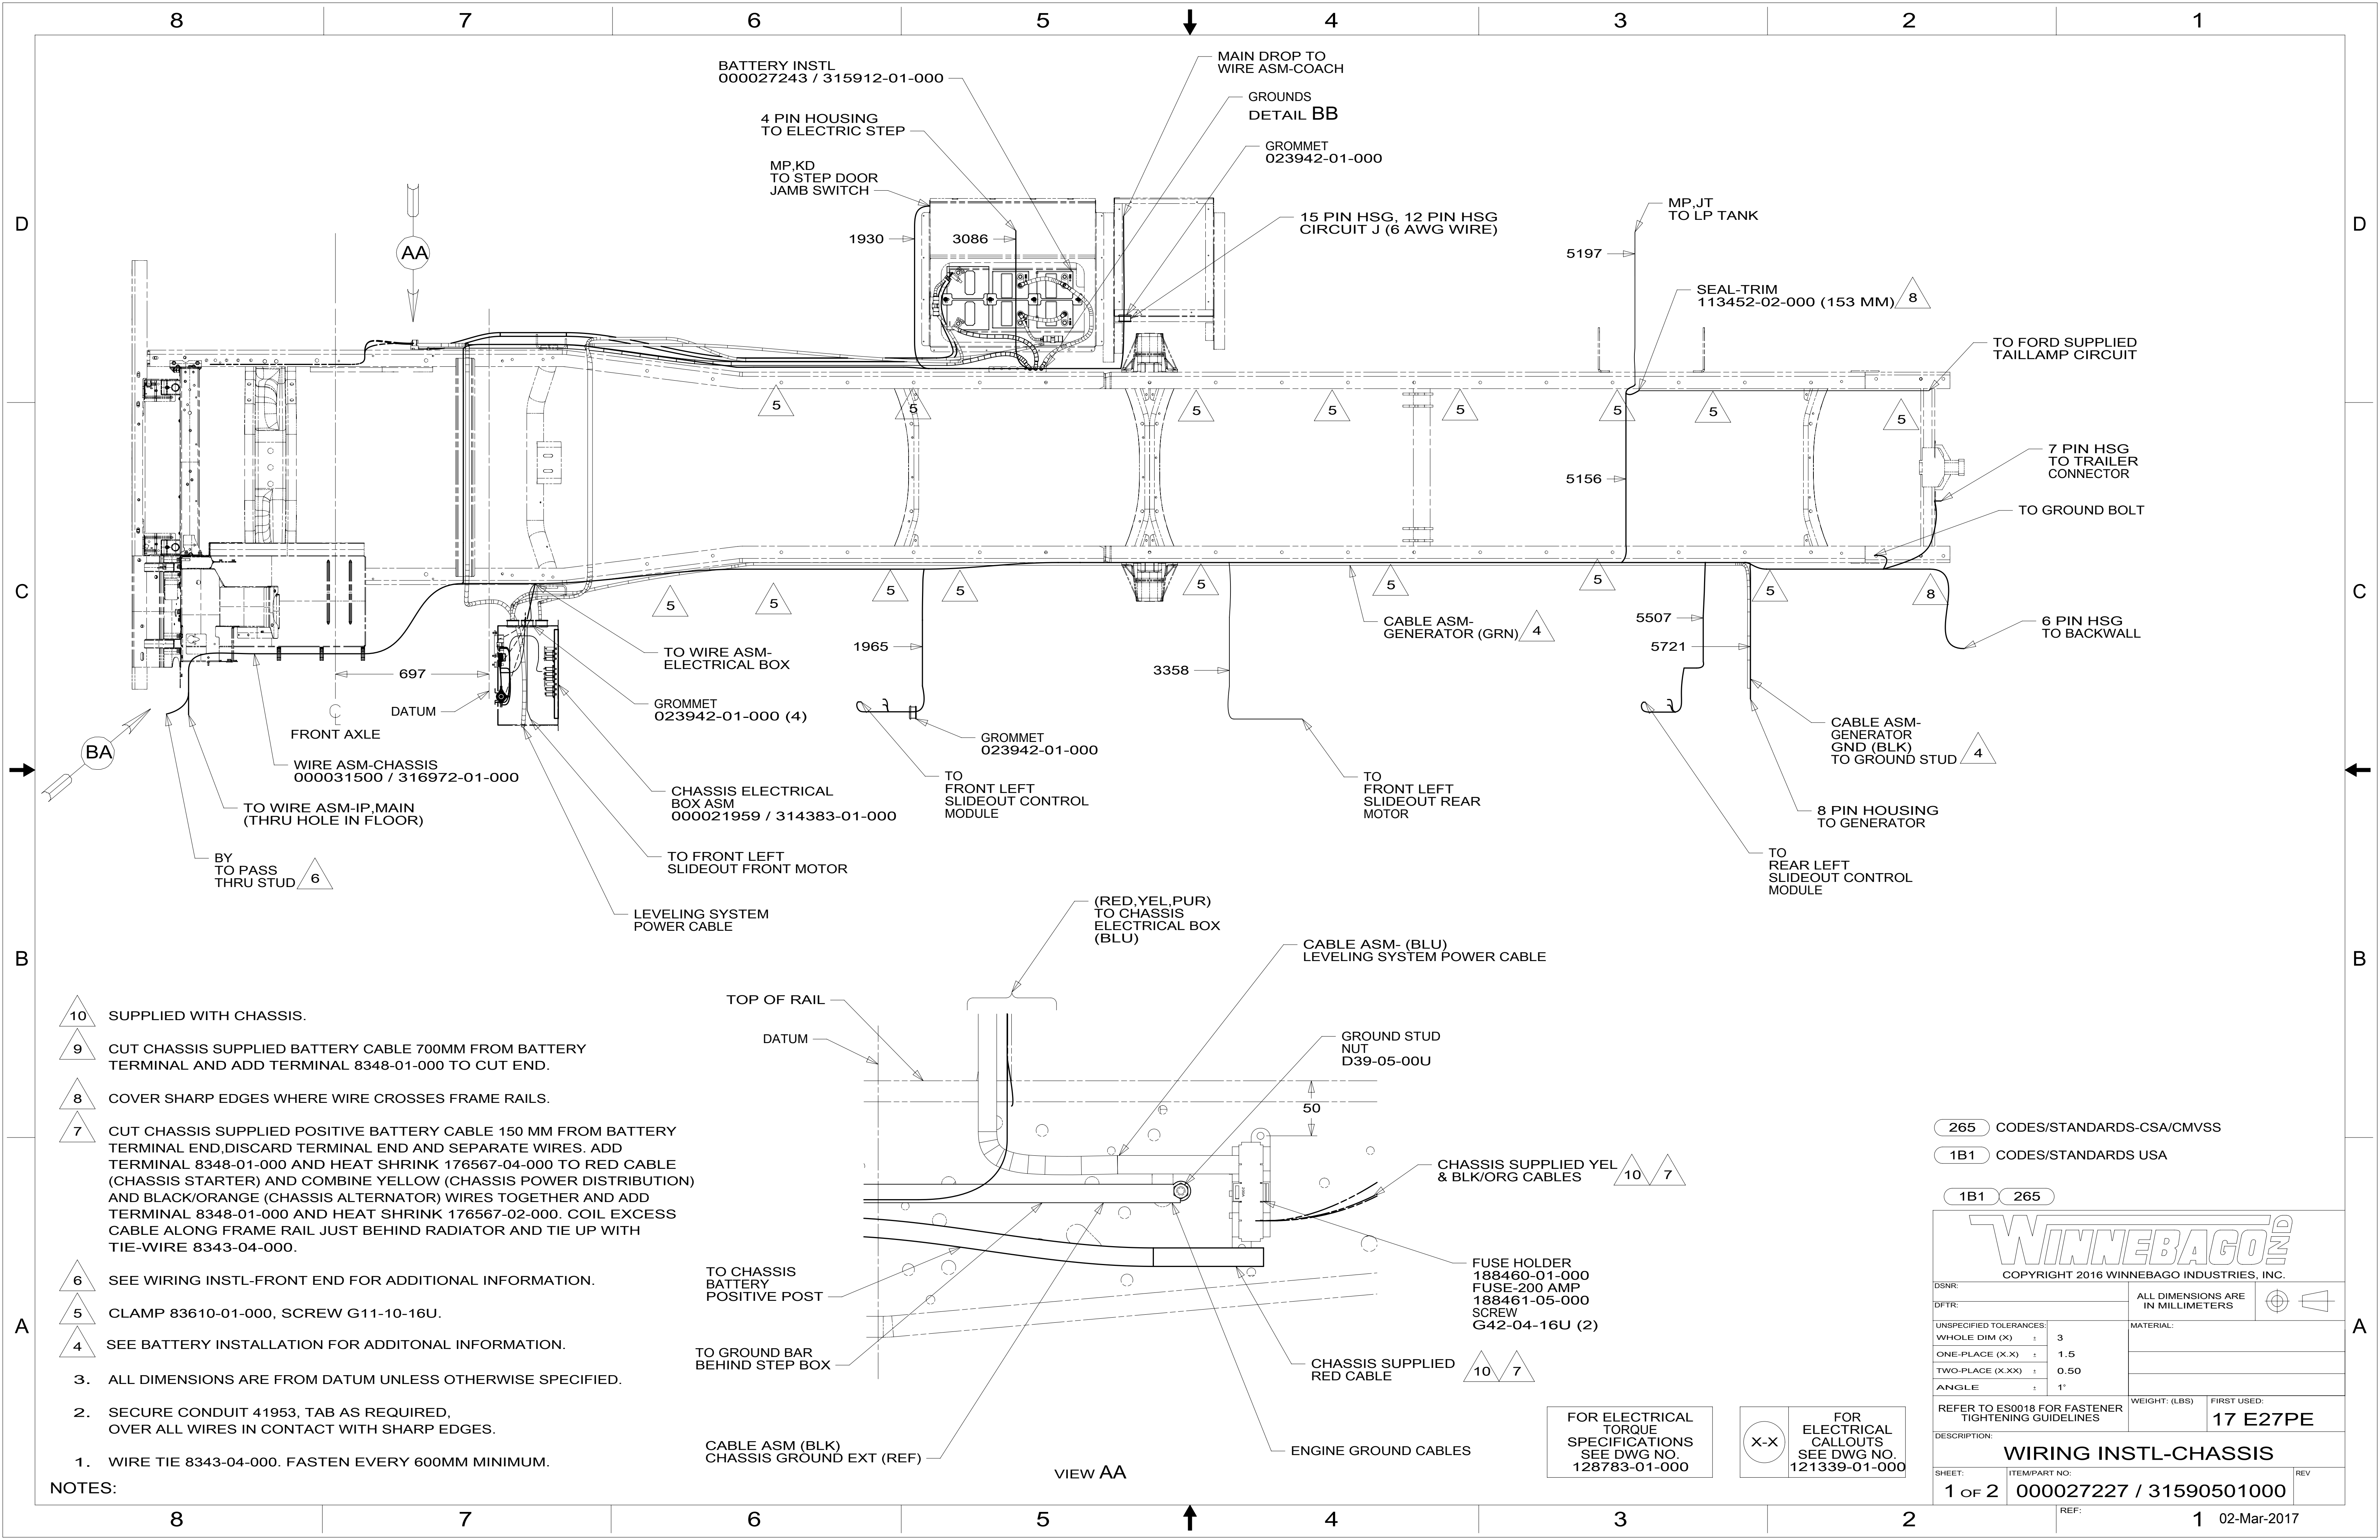 8 7 6 5 4 3 2 1
BATTERY INSTL
000027243 / 315912-01-000
MAIN DROP TO
WIRE ASM-COACH
GROUNDS
DETAIL BB
4 PIN HOUSING
TO ELECTRIC STEP
GROMMET
023942-01-000
MP,KD
TO STEP DOOR
JAMB SWITCH
15 PIN HSG, 12 PIN HSG
CIRCUIT J (6 AWG WIRE)
MP,JT
TO LP TANK
D
D
AA
1930
3086
5197
SEAL-TRIM
113452-02-000 (153 MM)
8
TO FORD SUPPLIED
TAILLAMP CIRCUIT
5
5
5
5
5
5
5
5
7 PIN HSG
TO TRAILER
CONNECTOR
5156
TO GROUND BOLT
C
C
5
5
5
5
5
5
5
5
8
CABLE ASM-
GENERATOR (GRN)
4
5507
5721
6 PIN HSG
TO BACKWALL
1965
3358
TO WIRE ASM-
ELECTRICAL BOX
697
DATUM
CL
FRONT AXLE
GROMMET
023942-01-000 (4)
GROMMET
023942-01-000
CABLE ASM-
GENERATOR
GND (BLK)
TO GROUND STUD
4
BA
WIRE ASM-CHASSIS
000031500 / 316972-01-000
TO WIRE ASM-IP,MAIN
(THRU HOLE IN FLOOR)
CHASSIS ELECTRICAL
BOX ASM
000021959 / 314383-01-000
TO
FRONT LEFT
SLIDEOUT CONTROL
MODULE
TO
FRONT LEFT
SLIDEOUT REAR
MOTOR
8 PIN HOUSING
TO GENERATOR
BY
TO PASS
THRU STUD
6
TO FRONT LEFT
SLIDEOUT FRONT MOTOR
TO
REAR LEFT
SLIDEOUT CONTROL
MODULE
LEVELING SYSTEM
POWER CABLE
(RED,YEL,PUR)
TO CHASSIS
ELECTRICAL BOX
(BLU)
CABLE ASM- (BLU)
LEVELING SYSTEM POWER CABLE
B
B
TOP OF RAIL
DATUM
GROUND STUD
NUT
D39-05-00U
50
CHASSIS SUPPLIED YEL
& BLK/ORG CABLES
10 7
TO CHASSIS
BATTERY
POSITIVE POST
FUSE HOLDER
188460-01-000
FUSE-200 AMP
188461-05-000
SCREW
G42-04-16U (2)
TO GROUND BAR
BEHIND STEP BOX
CHASSIS SUPPLIED
RED CABLE
10 7
CABLE ASM (BLK)
CHASSIS GROUND EXT (REF)
ENGINE GROUND CABLES
VIEW AA
10 SUPPLIED WITH CHASSIS.
9 CUT CHASSIS SUPPLIED BATTERY CABLE 700MM FROM BATTERY
TERMINAL AND ADD TERMINAL 8348-01-000 TO CUT END.
8 COVER SHARP EDGES WHERE WIRE CROSSES FRAME RAILS.
7 CUT CHASSIS SUPPLIED POSITIVE BATTERY CABLE 150 MM FROM BATTERY
TERMINAL END,DISCARD TERMINAL END AND SEPARATE WIRES. ADD
TERMINAL 8348-01-000 AND HEAT SHRINK 176567-04-000 TO RED CABLE
(CHASSIS STARTER) AND COMBINE YELLOW (CHASSIS POWER DISTRIBUTION)
AND BLACK/ORANGE (CHASSIS ALTERNATOR) WIRES TOGETHER AND ADD
TERMINAL 8348-01-000 AND HEAT SHRINK 176567-02-000. COIL EXCESS
CABLE ALONG FRAME RAIL JUST BEHIND RADIATOR AND TIE UP WITH
TIE-WIRE 8343-04-000.
6 SEE WIRING INSTL-FRONT END FOR ADDITIONAL INFORMATION.
5 CLAMP 83610-01-000, SCREW G11-10-16U.
4 SEE BATTERY INSTALLATION FOR ADDITONAL INFORMATION.
3. ALL DIMENSIONS ARE FROM DATUM UNLESS OTHERWISE SPECIFIED.
2. SECURE CONDUIT 41953, TAB AS REQUIRED,
OVER ALL WIRES IN CONTACT WITH SHARP EDGES.
1. WIRE TIE 8343-04-000. FASTEN EVERY 600MM MINIMUM.
NOTES:
A
A
FOR ELECTRICAL
TORQUE
SPECIFICATIONS
SEE DWG NO.
128783-01-000
X-X
FOR
ELECTRICAL
CALLOUTS
SEE DWG NO.
121339-01-000
265 CODES/STANDARDS-CSA/CMVSS
1B1 CODES/STANDARDS USA
1B1 265
WINNEBAGO IND
COPYRIGHT 2016 WINNEBAGO INDUSTRIES, INC.
DSNR:
DFTR:
ALL DIMENSIONS ARE
IN MILLIMETERS
UNSPECIFIED TOLERANCES:
WHOLE DIM (X) ± 3
ONE-PLACE (X.X) ± 1.5
TWO-PLACE (X.XX) ± 0.50
ANGLE ± 1°
MATERIAL:
REFER TO ES0018 FOR FASTENER
TIGHTENING GUIDELINES
WEIGHT: (LBS)
FIRST USED:
17 E27PE
DESCRIPTION:
WIRING INSTL-CHASSIS
SHEET:
1 OF 2
ITEM/PART NO:
000027227 / 31590501000
REV
REF:
8 7 6 5 4 3 2 1
02-Mar-2017